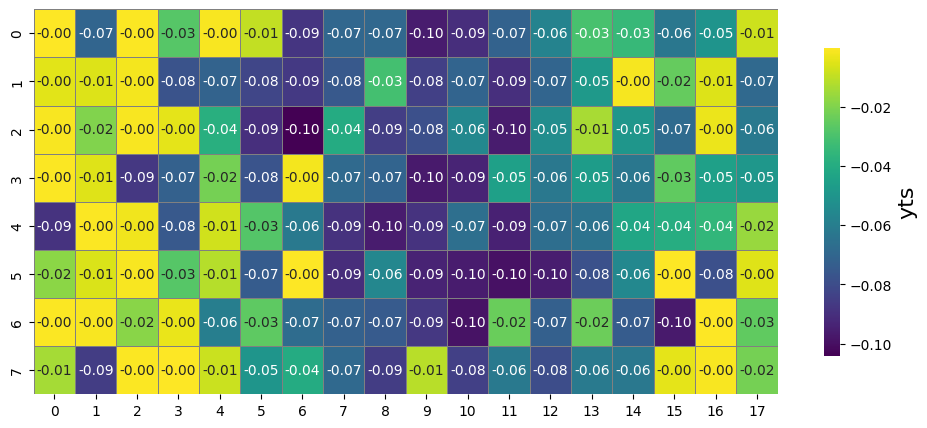 0 -0.00 -0.07 -0.00 -0.03 -0.00 -0.01 -0.09 -0.07 -0.07 -0.10 -0.09 -0.07 -0.06 -0.03 -0.03 -0.06 -0.05 -0.01
1 -0.00 -0.01 -0.00 -0.08 -0.07 -0.08 -0.09 -0.08 -0.03 -0.08 -0.07 -0.09 -0.07 -0.05 -0.00 -0.02 -0.01 -0.07
2 -0.00 -0.02 -0.00 -0.00 -0.04 -0.09 -0.10 -0.04 -0.09 -0.08 -0.06 -0.10 -0.05 -0.01 -0.05 -0.07 -0.00 -0.06
3 -0.00 -0.01 -0.09 -0.07 -0.02 -0.08 -0.00 -0.07 -0.07 -0.10 -0.09 -0.05 -0.06 -0.05 -0.06 -0.03 -0.05 -0.05
4 -0.09 -0.00 -0.00 -0.08 -0.01 -0.03 -0.06 -0.09 -0.10 -0.09 -0.07 -0.09 -0.07 -0.06 -0.04 -0.04 -0.04 -0.02
5 -0.02 -0.01 -0.00 -0.03 -0.01 -0.07 -0.00 -0.09 -0.06 -0.09 -0.10 -0.10 -0.10 -0.08 -0.06 -0.00 -0.08 -0.00
6 -0.00 -0.00 -0.02 -0.00 -0.06 -0.03 -0.07 -0.07 -0.07 -0.09 -0.10 -0.02 -0.07 -0.02 -0.07 -0.10 -0.00 -0.03
7 -0.01 -0.09 -0.00 -0.00 -0.01 -0.05 -0.04 -0.07 -0.09 -0.01 -0.08 -0.06 -0.08 -0.06 -0.06 -0.00 -0.00 -0.02
0 1 2 3 4 5 6 7 8 9 10 11 12 13 14 15 16 17
−0.02
−0.04
−0.06
−0.08
−0.10
yts